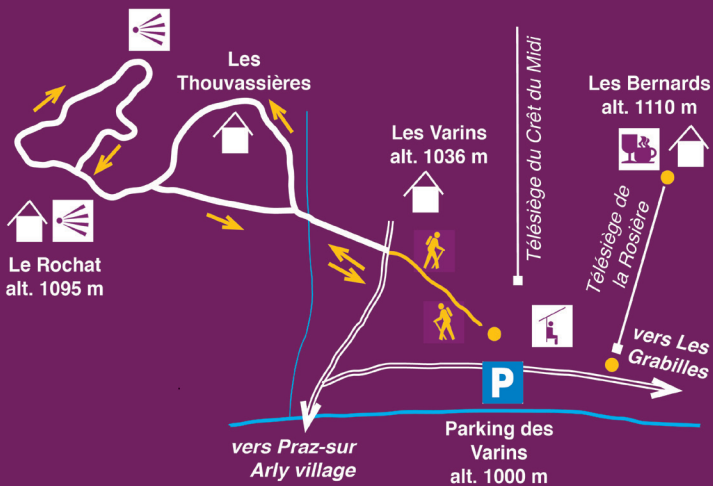 Les
Thouvassières
Les Varins
alt. 1036 m
Télésiège du Crêt du Midi
Les Bernards
alt. 1110 m
Télésiège de
la Rosière
Le Rochat
alt. 1095 m
vers Les
Grabilles
P
vers Praz-sur
Arly village
Parking des
Varins
alt. 1000 m